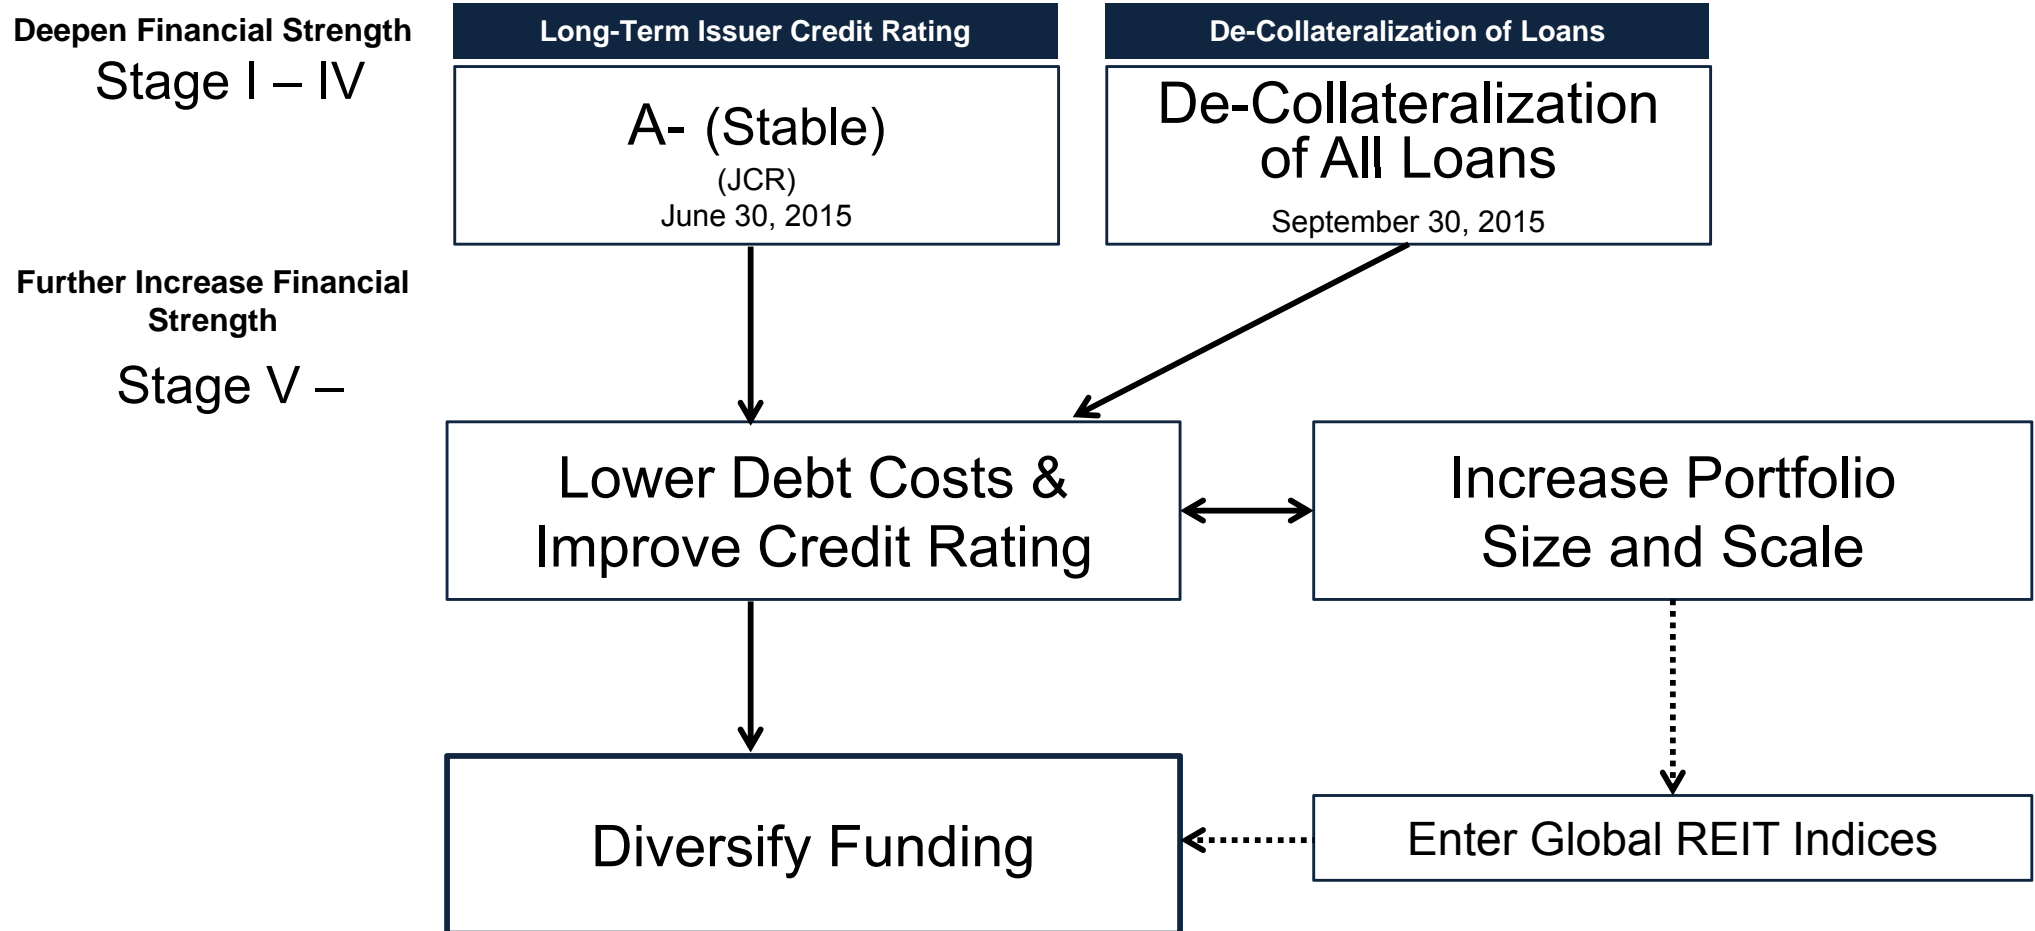 Deepen Financial Strength
Stage I – IV
Long-Term Issuer Credit Rating
A- (Stable)
(JCR)
June 30, 2015
De-Collateralization of Loans
De-Collateralization
of All Loans
September 30, 2015
Further Increase Financial
Strength
Stage V –
Lower Debt Costs &
Improve Credit Rating
Increase Portfolio
Size and Scale
Diversify Funding
Enter Global REIT Indices